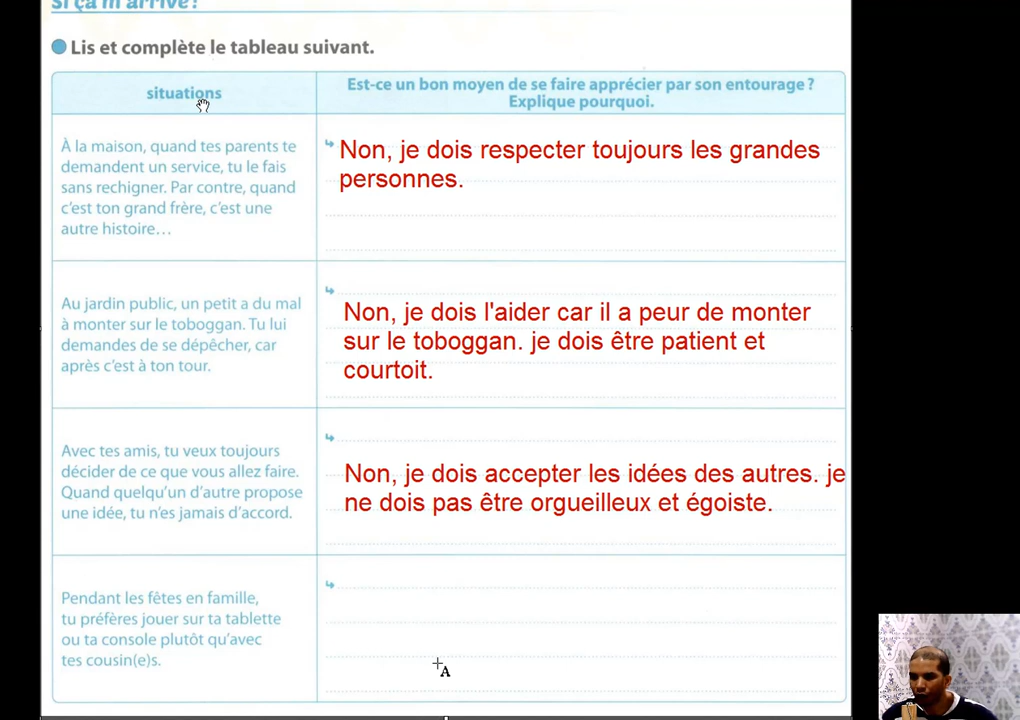 Si ça m'arrive!
Lis et complète le tableau suivant.
situations
Est-ce un bon moyen de se faire apprécier par son entourage ?
Explique pourquoi.
À la maison, quand tes parents te
demandent un service, tu le fais
sans rechigner. Par contre, quand
c'est ton grand frère, c'est une
autre histoire…
Non, je dois respecter toujours les grandes
personnes.
Au jardin public, un petit a du mal
à monter sur le toboggan. Tu lui
demandes de se dépêcher, car
après c'est à ton tour.
Non, je dois l'aider car il a peur de monter
sur le toboggan. je dois être patient et
courtoit.
Avec tes amis, tu veux toujours
décider de ce que vous allez faire.
Quand quelqu'un d'autre propose
une idée, tu n'es jamais d'accord.
Non, je dois accepter les idées des autres. je
ne dois pas être orgueilleux et égoiste.
Pendant les fêtes en famille,
tu préfères jouer sur ta tablette
ou ta console plutôt qu'avec
tes cousin(e)s.
A